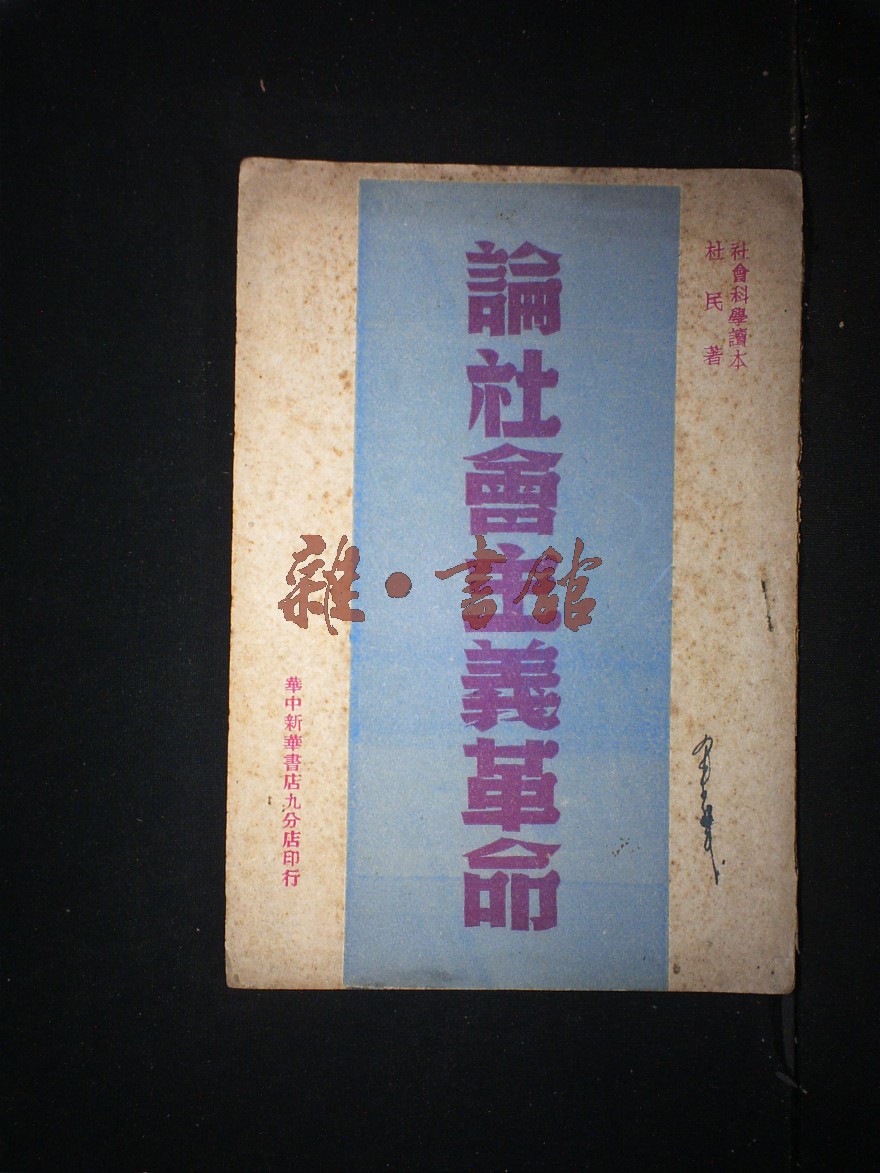 社會科學讀本
杜民著
論社會主義革命
華中新華書店九分店印行
雜·書館